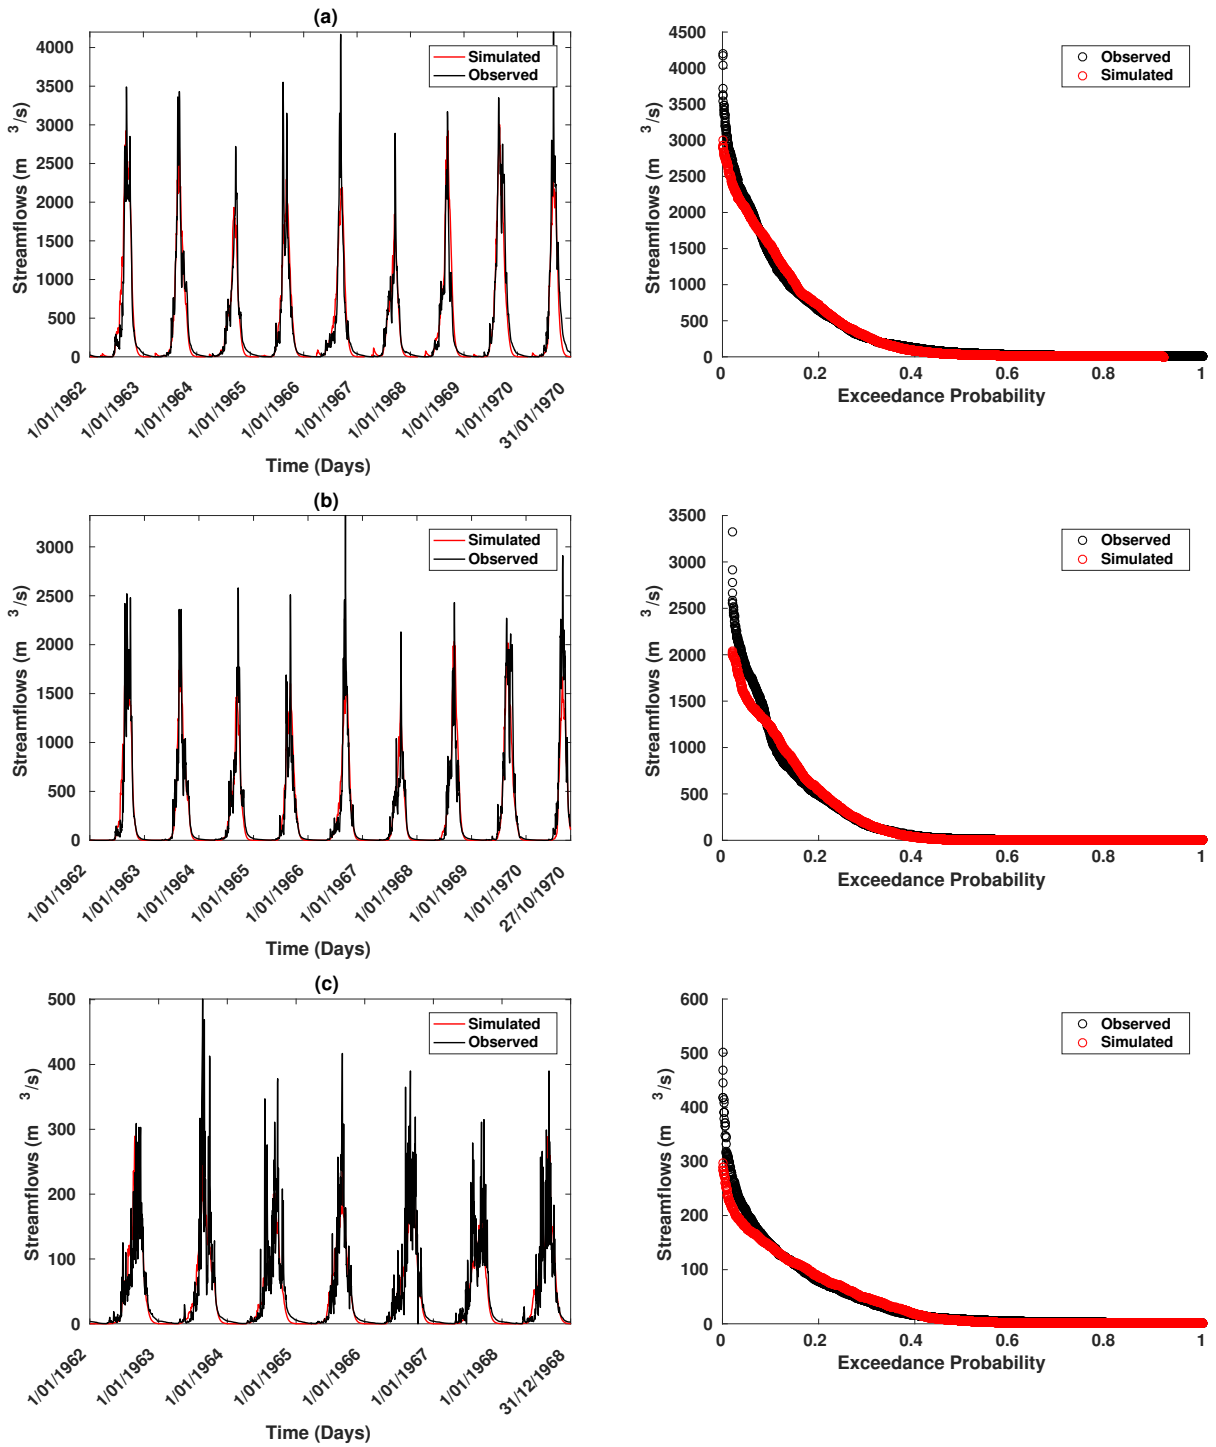 (a)
Streamflows (m 3/s)
4000
3500
3000
2500
2000
1500
1000
500
0
Simulated
Observed
1/01/1962
1/01/1963
1/01/1964
1/01/1965
1/01/1966
1/01/1967
1/01/1968
1/01/1969
1/01/1970
31/01/1970
Time (Days)
Streamflows (m 3/s)
4500
4000
3500
3000
2500
2000
1500
1000
500
0
Observed
Simulated
0 0.2 0.4 0.6 0.8 1
Exceedance Probability
(b)
Streamflows (m 3/s)
3000
2500
2000
1500
1000
500
0
Simulated
Observed
1/01/1962
1/01/1963
1/01/1964
1/01/1965
1/01/1966
1/01/1967
1/01/1968
1/01/1969
1/01/1970
27/10/1970
Time (Days)
Streamflows (m 3/s)
3500
3000
2500
2000
1500
1000
500
0
Observed
Simulated
0 0.2 0.4 0.6 0.8 1
Exceedance Probability
(c)
Streamflows (m 3/s)
500
400
300
200
100
0
Simulated
Observed
1/01/1962
1/01/1963
1/01/1964
1/01/1965
1/01/1966
1/01/1967
1/01/1968
31/12/1968
Time (Days)
Streamflows (m 3/s)
600
500
400
300
200
100
0
Observed
Simulated
0 0.2 0.4 0.6 0.8 1
Exceedance Probability